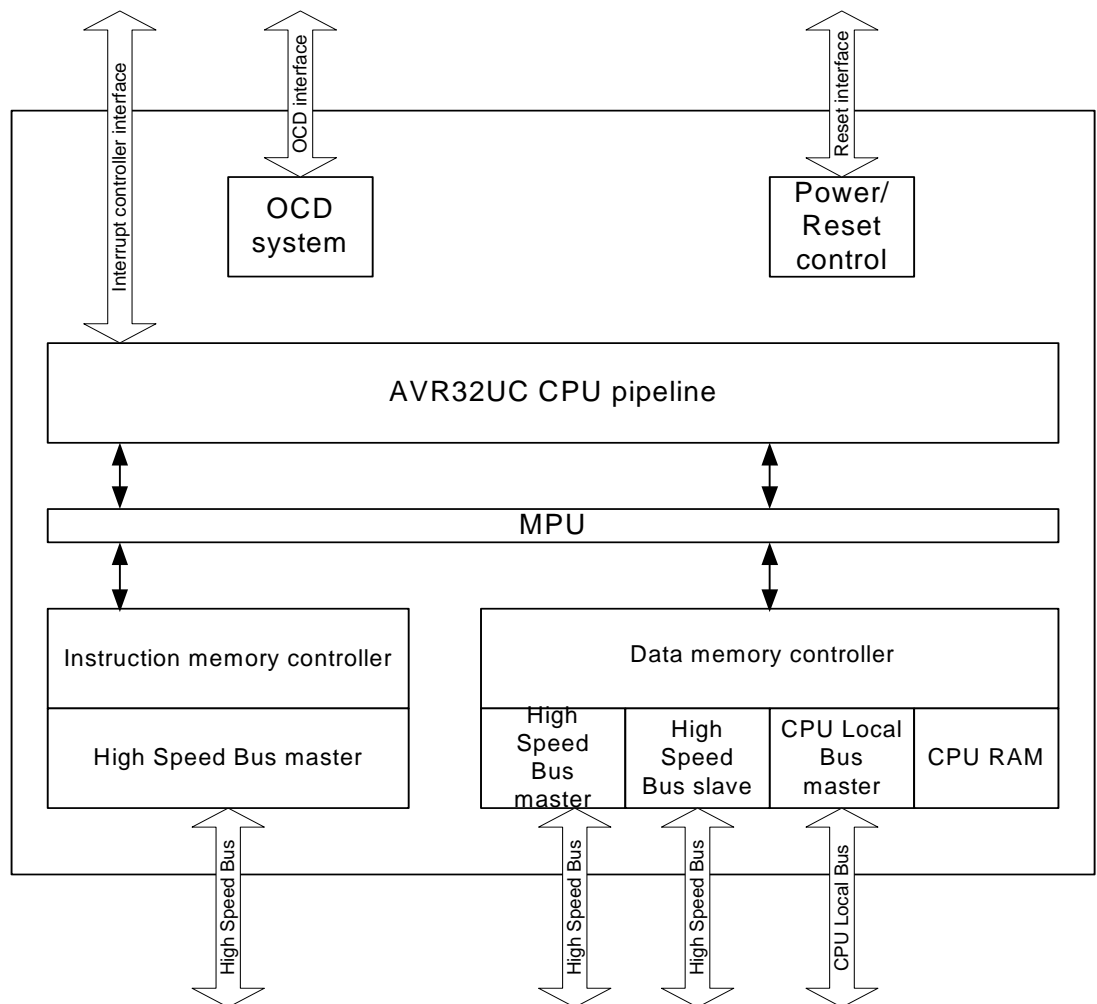 Interrupt controller interface
OCD interface
Reset interface
OCD
system
Power/
Reset
control
AVR32UC CPU pipeline
MPU
Instruction memory controller
High Speed Bus master
Data memory controller
High
Speed
Bus
master
High
Speed
Bus slave
CPU Local
Bus
master
CPU RAM
High Speed Bus
High Speed Bus
High Speed Bus
CPU Local Bus